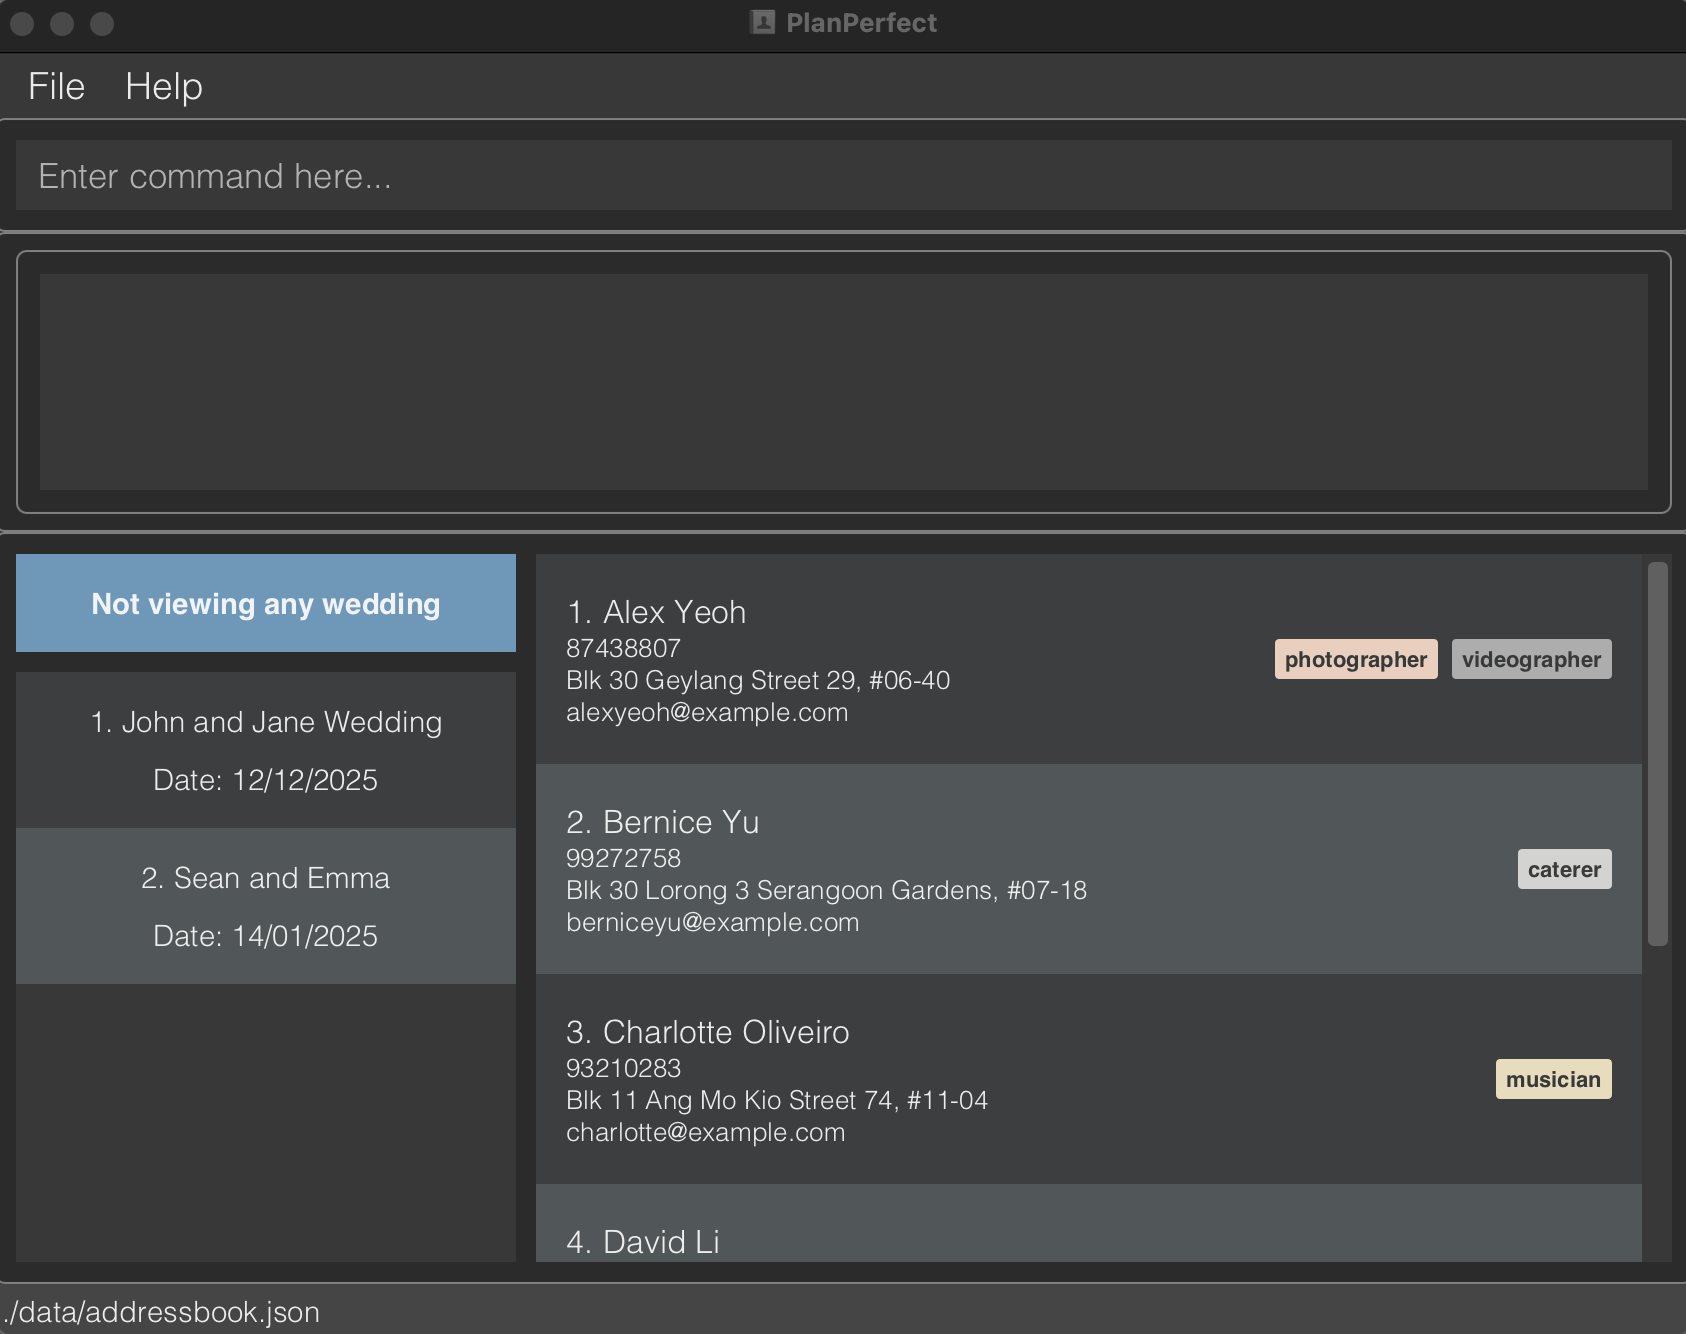 PlanPerfect
File Help
Enter command here...
Not viewing any wedding
1. John and Jane Wedding
Date: 12/12/2025
2. Sean and Emma
Date: 14/01/2025
1. Alex Yeoh
87438807
Blk 30 Geylang Street 29, #06-40
alexyeoh@example.com
photographer videographer
2. Bernice Yu
99272758
Blk 30 Lorong 3 Serangoon Gardens, #07-18
berniceyu@example.com
caterer
3. Charlotte Oliveiro
93210283
Blk 11 Ang Mo Kio Street 74, #11-04
charlotte@example.com
musician
4. David Li
./data/addressbook.json